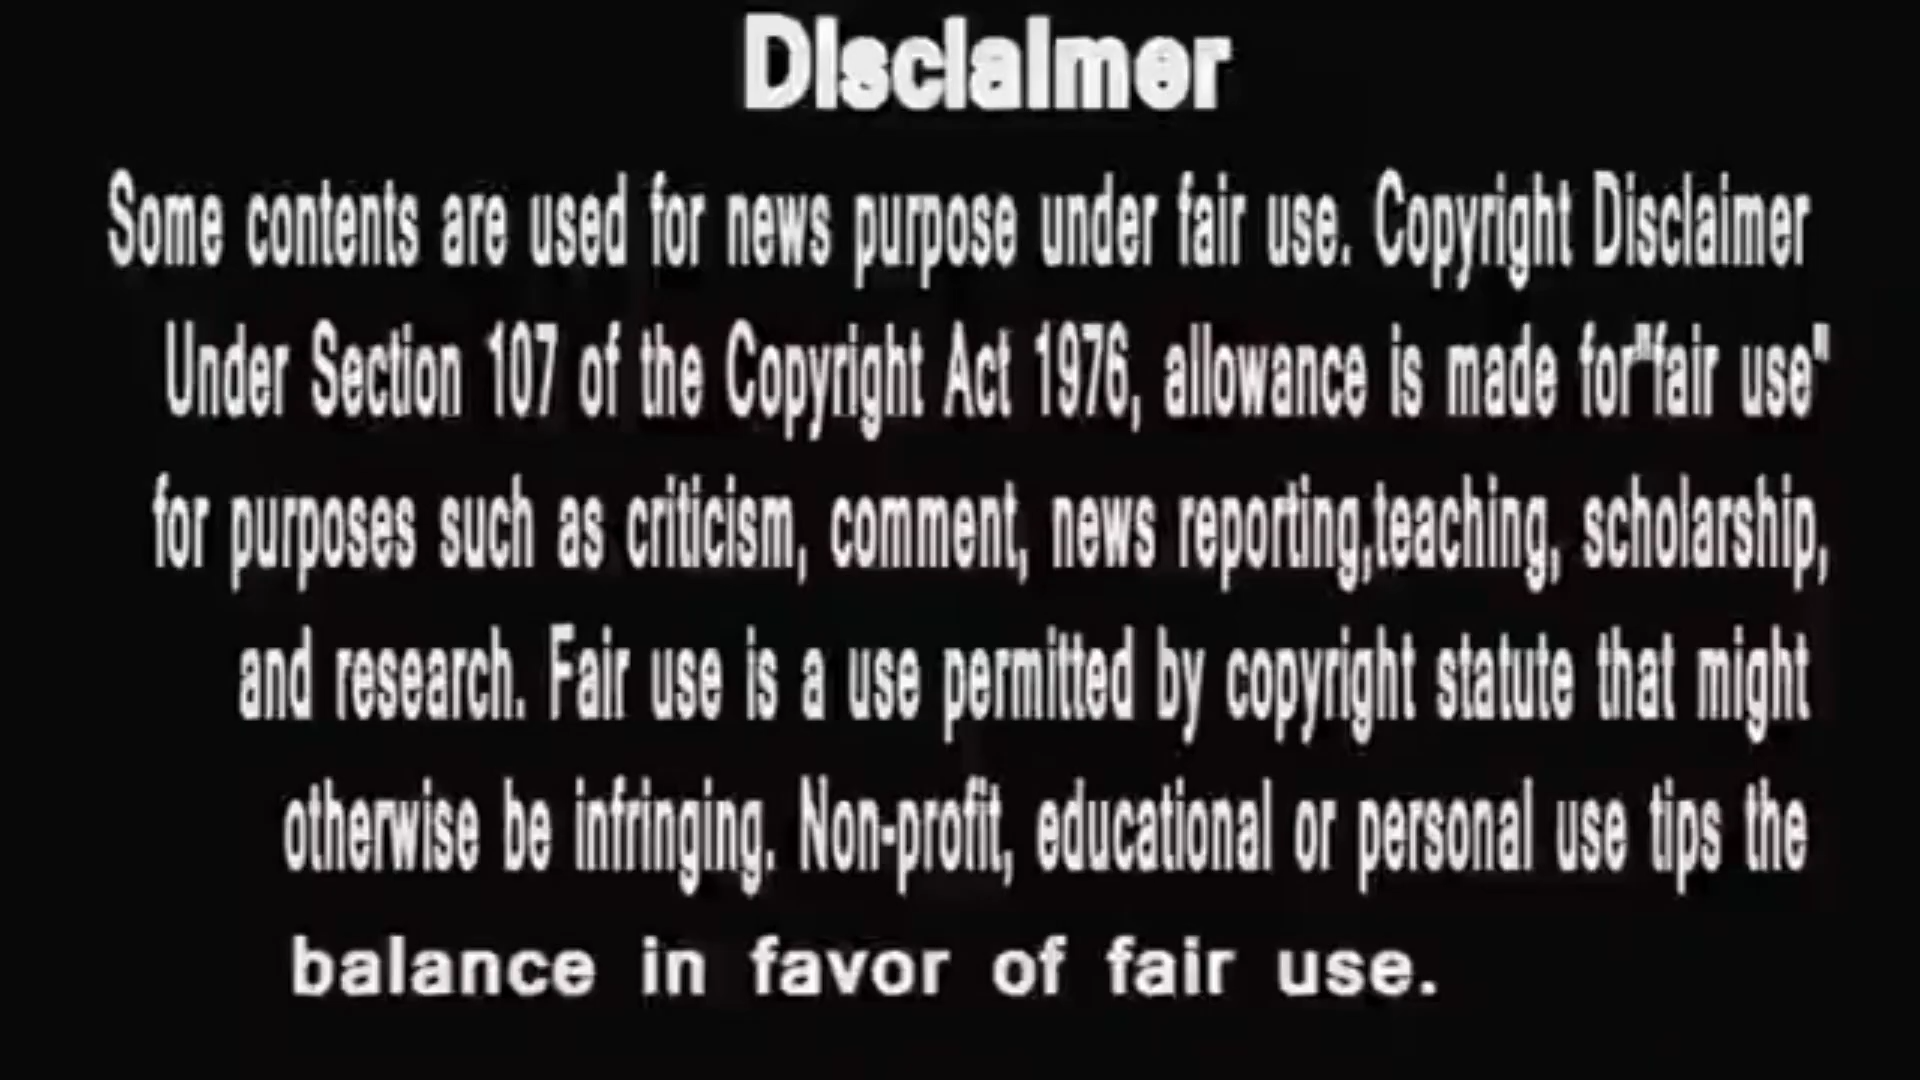 Disclaimer
Some contents are used for news purpose under fair use. Copyright Disclaimer
Under Section 107 of the Copyright Act 1976, allowance is made for"fair use"
for purposes such as criticism, comment, news reporting,teaching, scholarship,
and research. Fair use is a use permitted by copyright statute that might
otherwise be infringing. Non-profit, educational or personal use tips the
balance in favor of fair use.